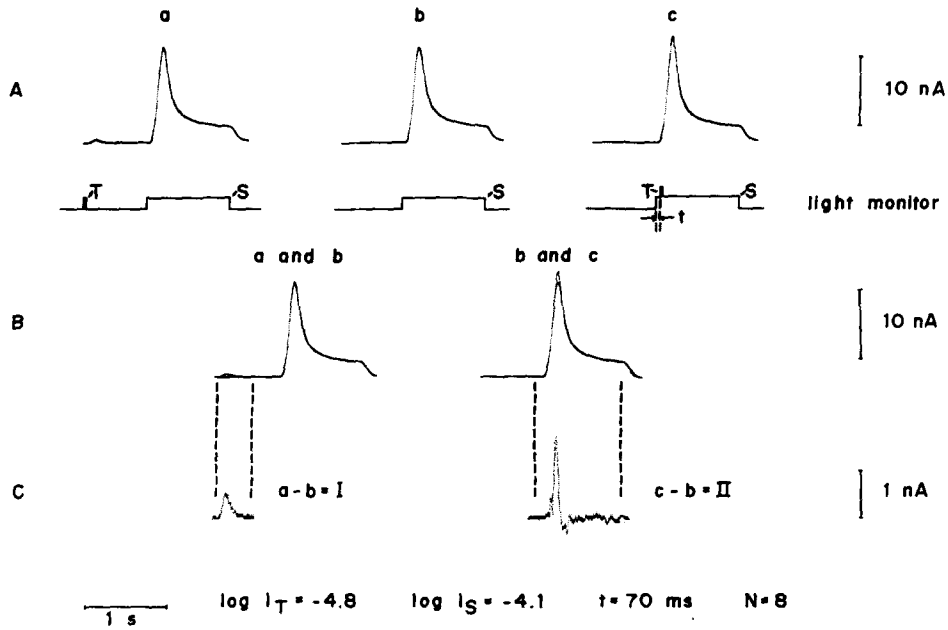 a b c
A 10 nA
T S S T S light monitor
t
a and b b and c
B 10 nA
C a-b=I c-b=II 1 nA
log I_T = -4.8 log I_S = -4.1 t=70 ms N=8
1 s